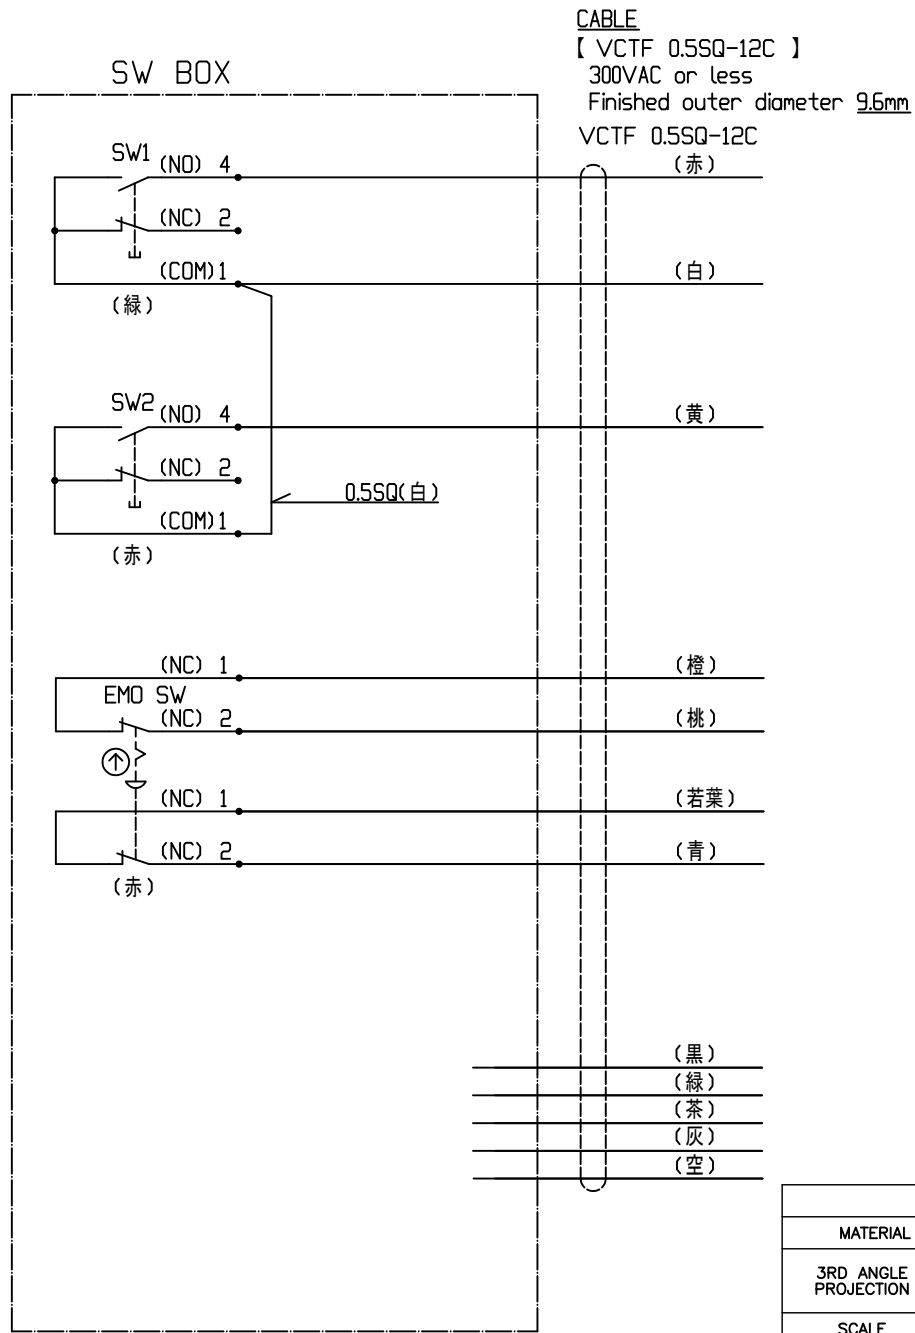 CABLE
【 VCTF 0.5SQ-12C 】
300VAC or less
Finished outer diameter 9.6mm
SW BOX
VCTF 0.5SQ-12C
SW1
(NO) 4
(赤)
(NC) 2
(COM)1
(白)
(緑)
SW2
(NO) 4
(黄)
(NC) 2
0.5SQ(白)
(COM)1
(赤)
(NC) 1
(橙)
EMO SW
(NC) 2
(桃)
(NC) 1
(若葉)
(NC) 2
(青)
(赤)
(黒)
(緑)
(茶)
(灰)
(空)
MATERIAL
3RD ANGLE
PROJECTION
SCALE